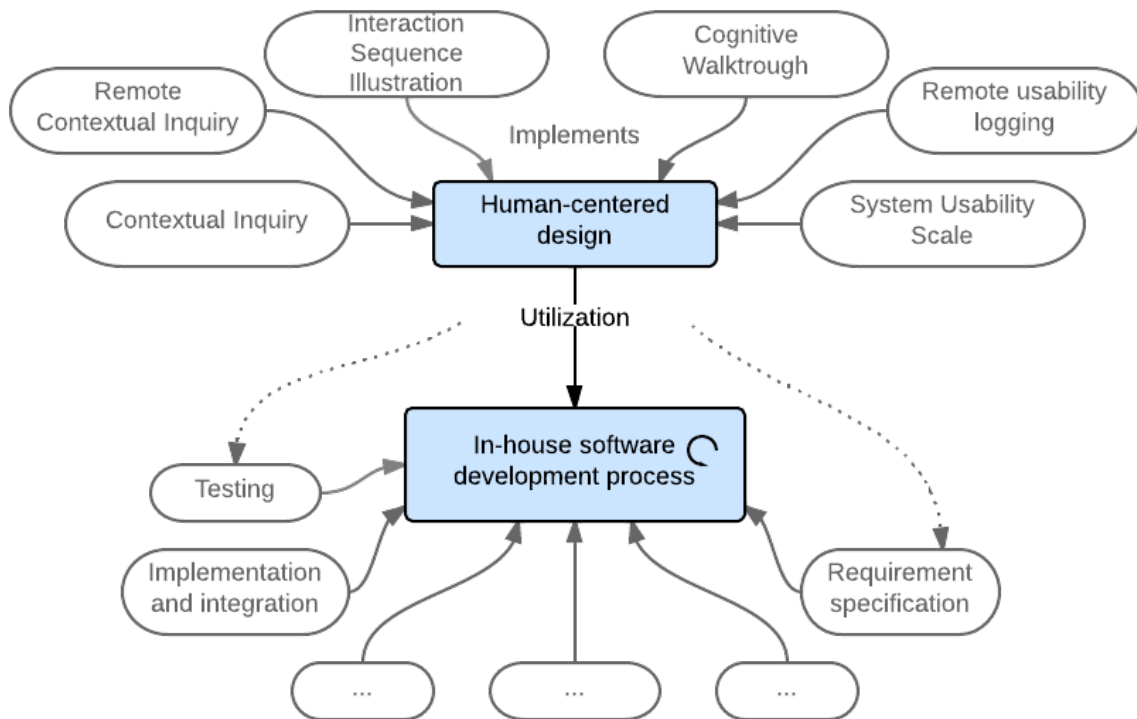 Interaction
Sequence
Illustration
Cognitive
Walktrough
Remote
Contextual Inquiry
Remote usability
logging
Implements
Human-centered
design
Contextual Inquiry
System Usability
Scale
Utilization
In-house software
development process
Testing
Implementation
and integration
Requirement
specification
...
...
...